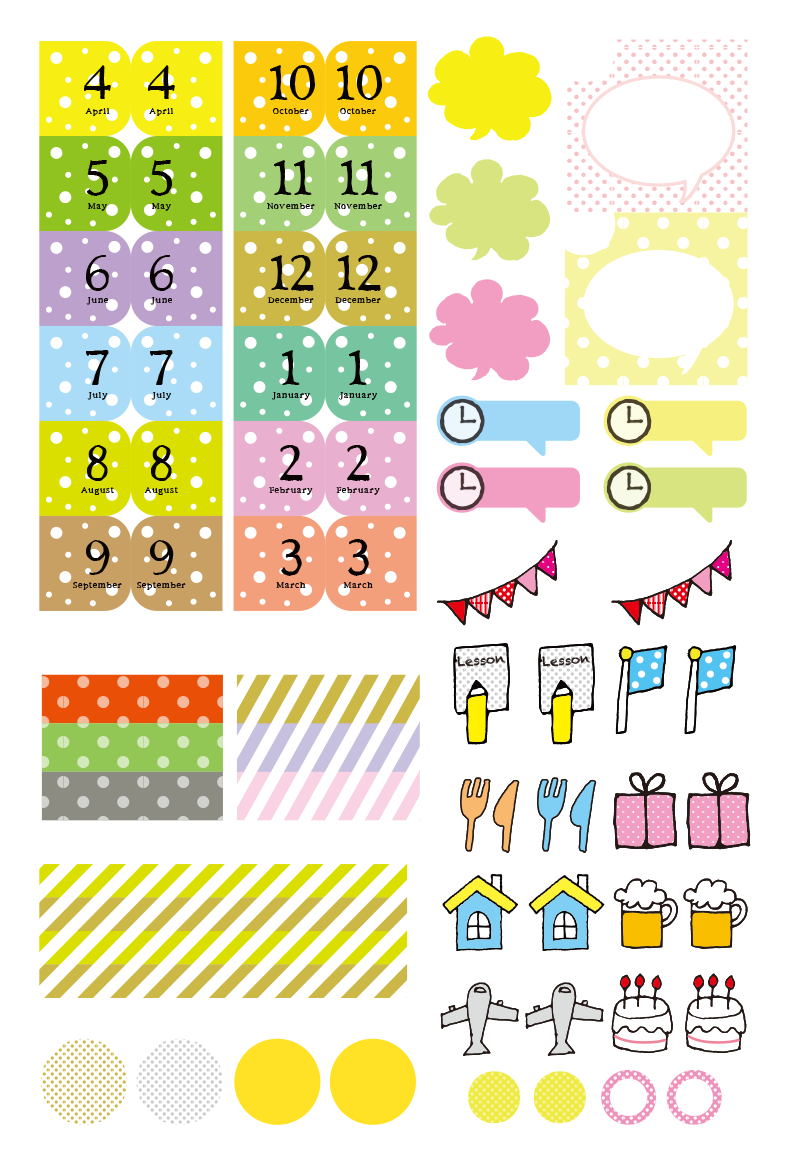 4 4
April April
5 5
May May
6 6
June June
7 7
July July
8 8
August August
9 9
September September
10 10
October October
11 11
November November
12 12
December December
1 1
January January
2 2
February February
3 3
March March
Lesson Lesson